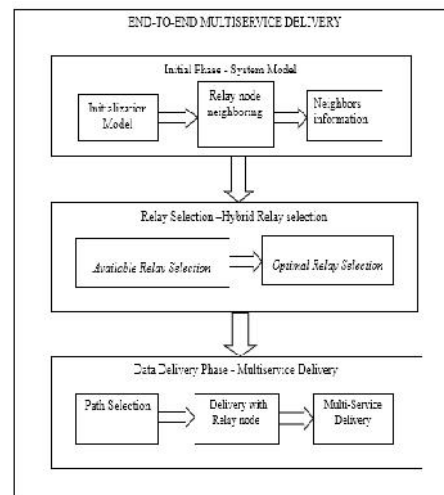 END-TO-END MULTISERVICE DELIVERY
Initial Phase - System Model
Initialization
Model
Relay node
neighboring
Neighbors
information
Relay Selection –Hybrid Relay selection
Available Relay Selection
Optimal Relay Selection
Data Delivery Phase - Multiservice Delivery
Path Selection
Delivery with
Relay node
Multi-Service
Delivery